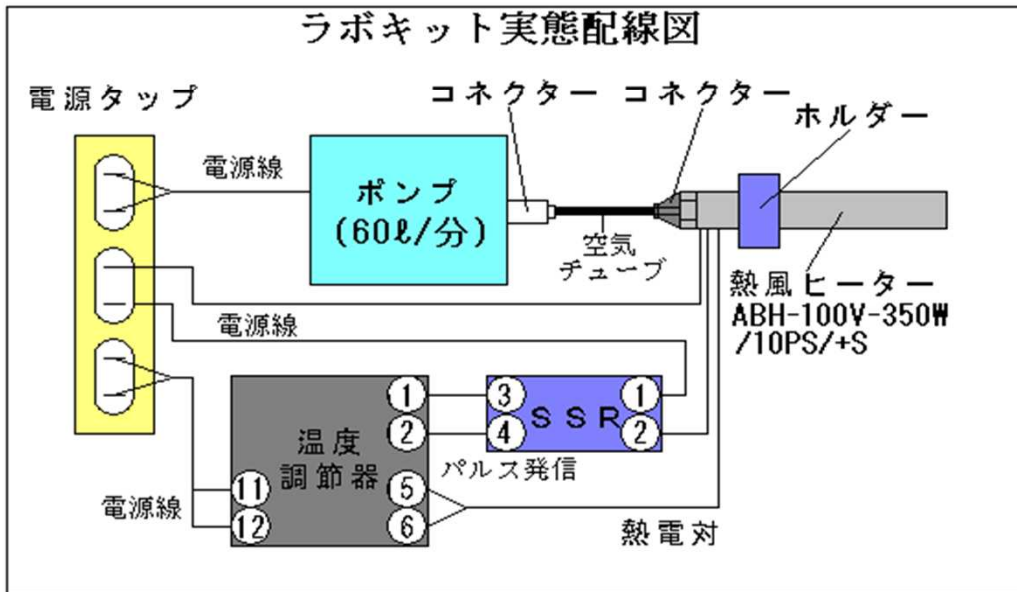 ラボキット実態配線図
電源タップ
コネクター
コネクター
ホルダー
電源線
ポンプ
(60ℓ/分)
空気
チューブ
熱風ヒーター
ABH-100V-350W
/10PS/+S
電源線
1
2
3
4
SSR
1
2
温度
調節器
パルス発信
5
6
11
12
電源線
熱電対